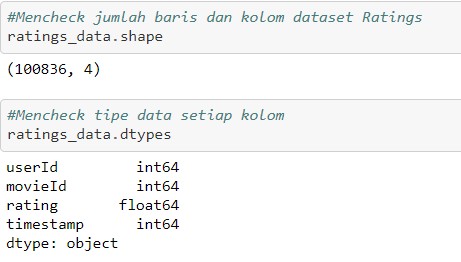 #Mencheck jumlah baris dan kolom dataset Ratings
ratings_data.shape
(100836, 4)
#Mencheck tipe data setiap kolom
ratings_data.dtypes
userId         int64
movieId        int64
rating       float64
timestamp      int64
dtype: object